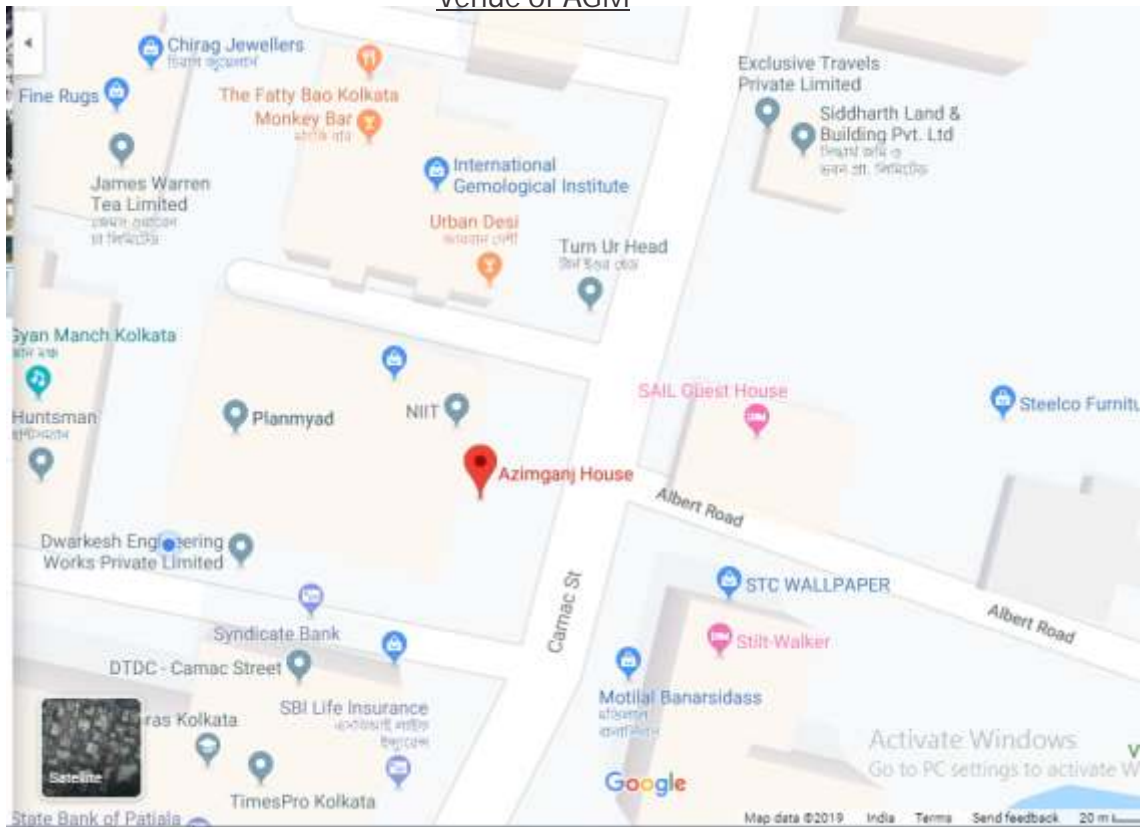 Venue of AGM
Chirag Jewellers
Fine Rugs
The Fatty Bao Kolkata
Monkey Bar
Exclusive Travels
Private Limited
Siddharth Land &
Building Pvt. Ltd
James Warren
Tea Limited
International
Gemological Institute
Urban Desi
Turn Ur Head
Gyan Manch Kolkata
Huntsman
Planmyad
NIIT
SAIL Guest House
Steelco Furnitu
Azimganj House
Albert Road
Dwarkesh Engineering
Works Private Limited
Camac St
STC WALLPAPER
Albert Road
Syndicate Bank
Stilt-Walker
DTDC - Camac Street
Motilal Banarsidass
SBI Life Insurance
ras Kolkata
Satellite
TimesPro Kolkata
State Bank of Patiala
Google
Activate Windows
Go to PC settings to activate W
Map data ©2019 India Terms Send feedback 20 m